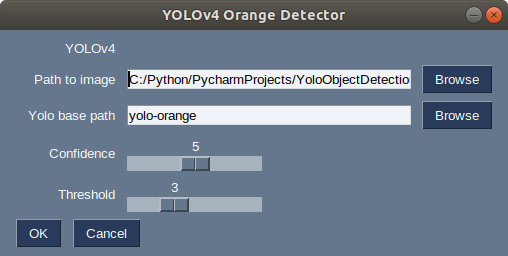 YOLOv4 Orange Detector
YOLOv4
Path to image C:/Python/PycharmProjects/YoloObjectDetectio Browse
Yolo base path yolo-orange Browse
5
Confidence
3
Threshold
OK Cancel